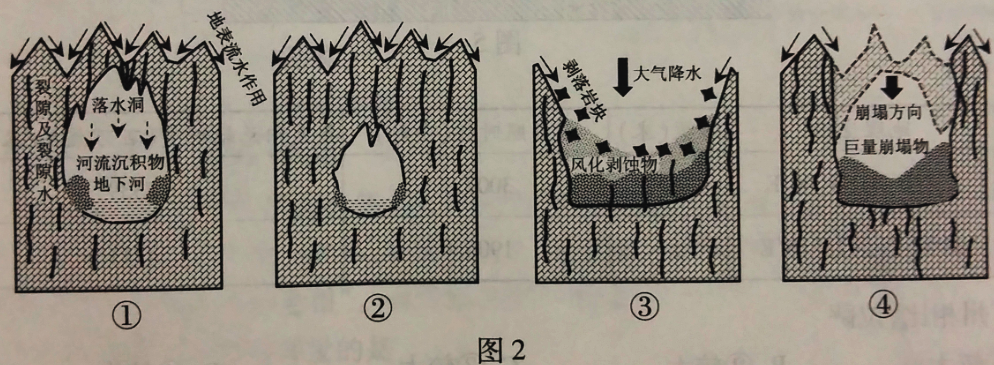 地表流水作用
裂隙及裂隙水
落水洞
河流沉积物
地下河
①
②
剥落岩块
大气降水
风化剥蚀物
③
崩塌方向
巨量崩塌物
④
图2